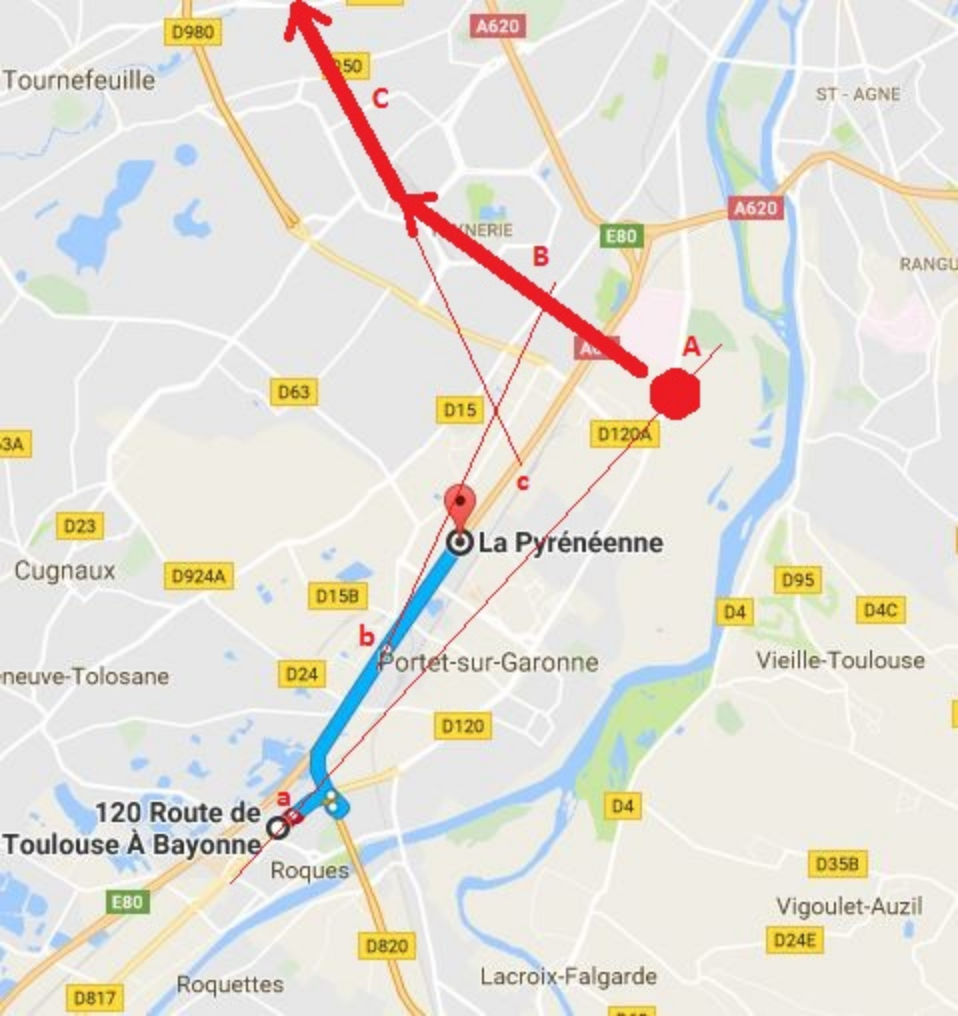 D980
A620
D50
Tournefeuille
C
ST - AGNE
A620
E80
B
RANGU
A
D63
D15
D120A
63A
c
D23
La Pyrénéenne
Cugnaux
D924A
D15B
D95
D4
D4C
b
Portet-sur-Garonne
Vieille-Toulouse
neuve-Tolosane
D24
D120
a
120 Route de
Toulouse À Bayonne
D4
Roques
D35B
E80
Vigoulet-Auzil
D24E
D820
Lacroix-Falgarde
Roquettes
D817